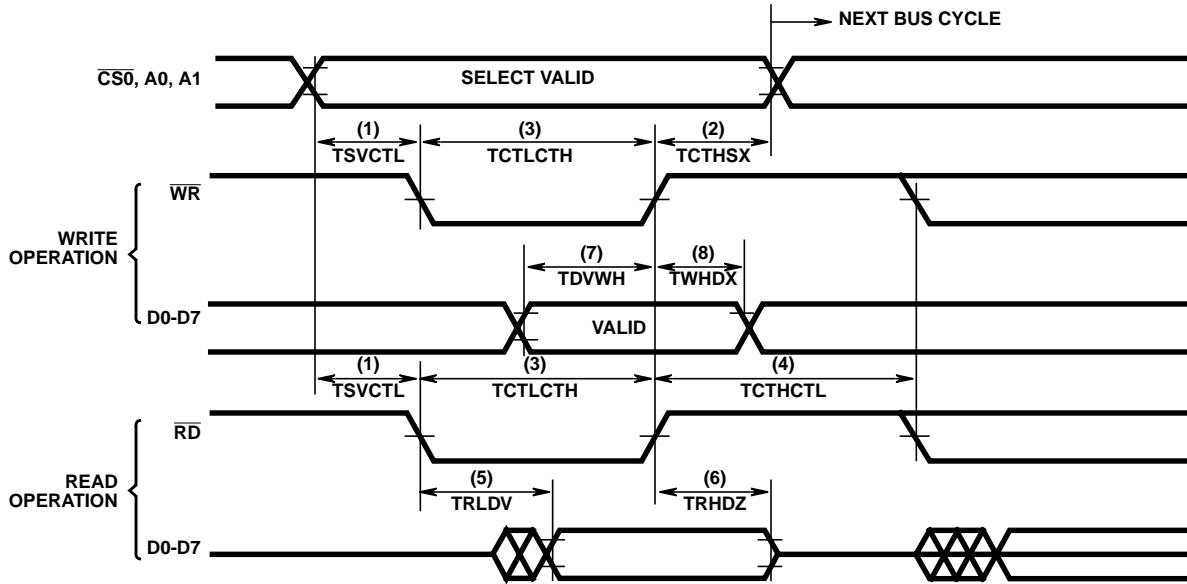 NEXT BUS CYCLE
CS0, A0, A1
SELECT VALID
(1) (3) (2)
TSVCTL TCTLCTH TCTHSX
WR
WRITE
OPERATION
(7) (8)
TDVWH TWHDX
D0-D7
VALID
(1) (3) (4)
TSVCTL TCTLCTH TCTHCTL
RD
READ
OPERATION
(5) (6)
TRLDV TRHDZ
D0-D7